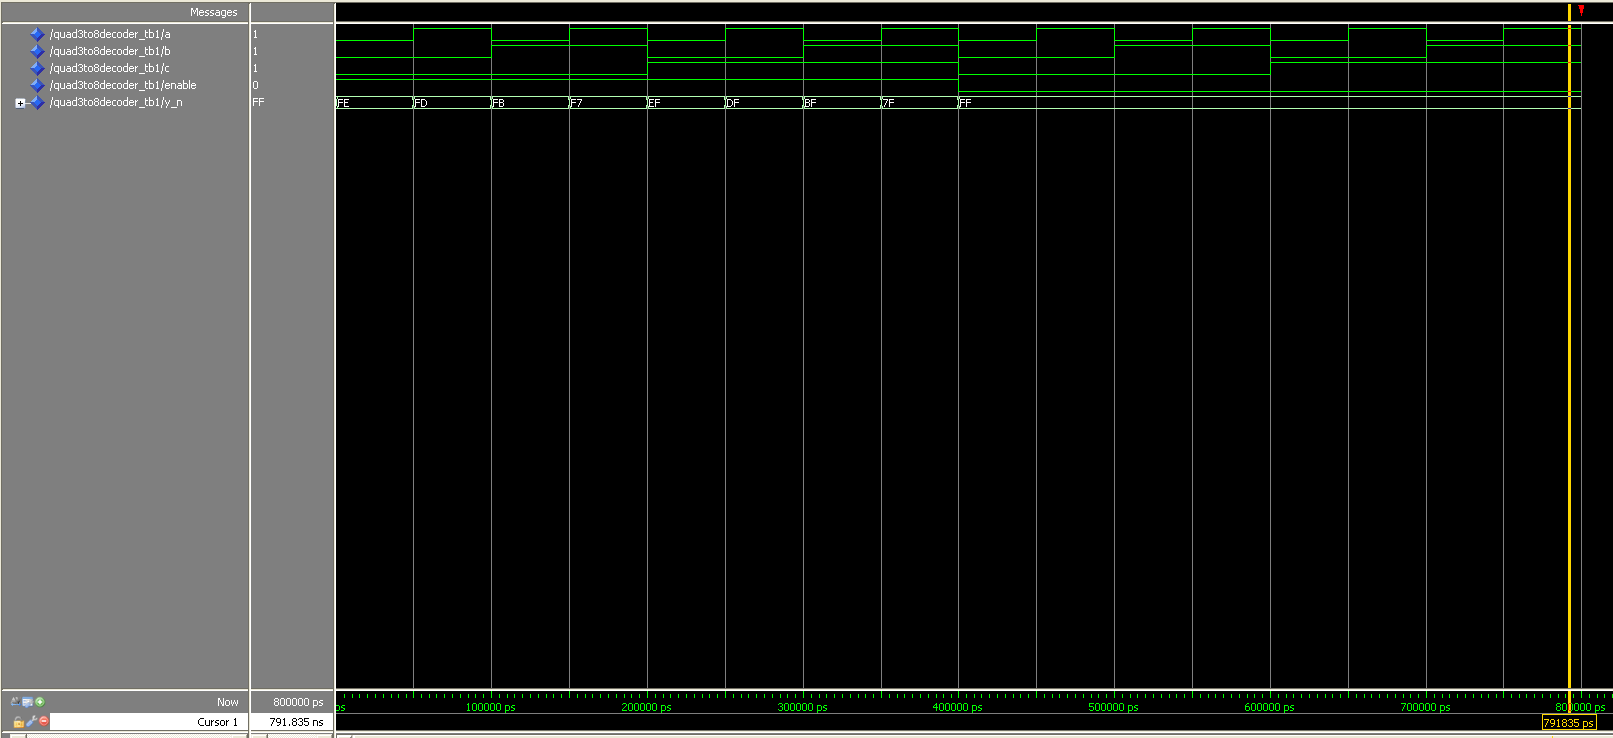 Messages
/quad3to8decoder_tb1/a 1
/quad3to8decoder_tb1/b 1
/quad3to8decoder_tb1/c 1
/quad3to8decoder_tb1/enable 0
/quad3to8decoder_tb1/y_n FF FE FD FB F7 EF DF BF 7F FF
Now 800000 ps ps 100000 ps 200000 ps 300000 ps 400000 ps 500000 ps 600000 ps 700000 ps 800000 ps
Cursor 1 791.835 ns 791835 ps